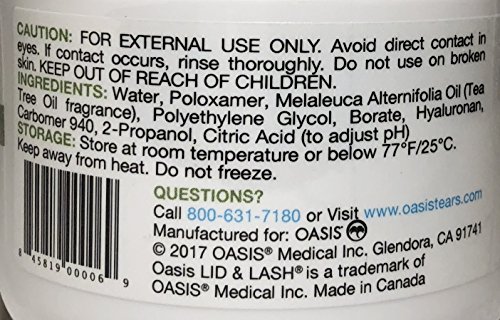 CAUTION: FOR EXTERNAL USE ONLY. Avoid direct contact in
eyes. If contact occurs, rinse thoroughly. Do not use on broken
skin. KEEP OUT OF REACH OF CHILDREN.
INGREDIENTS: Water, Poloxamer, Melaleuca Alternifolia Oil (Tea
Tree Oil fragrance), Polyethylene Glycol, Borate, Hyaluronan,
Carbomer 940, 2-Propanol, Citric Acid (to adjust pH)
STORAGE: Store at room temperature or below 77°F/25°C.
Keep away from heat. Do not freeze.
QUESTIONS?
Call 800-631-7180 or Visit www.oasistears.com
Manufactured for: OASIS®
© 2017 OASIS® Medical Inc. Glendora, CA 91741
Oasis LID & LASH® is a trademark of
OASIS® Medical Inc. Made in Canada
8 45819 00006 9